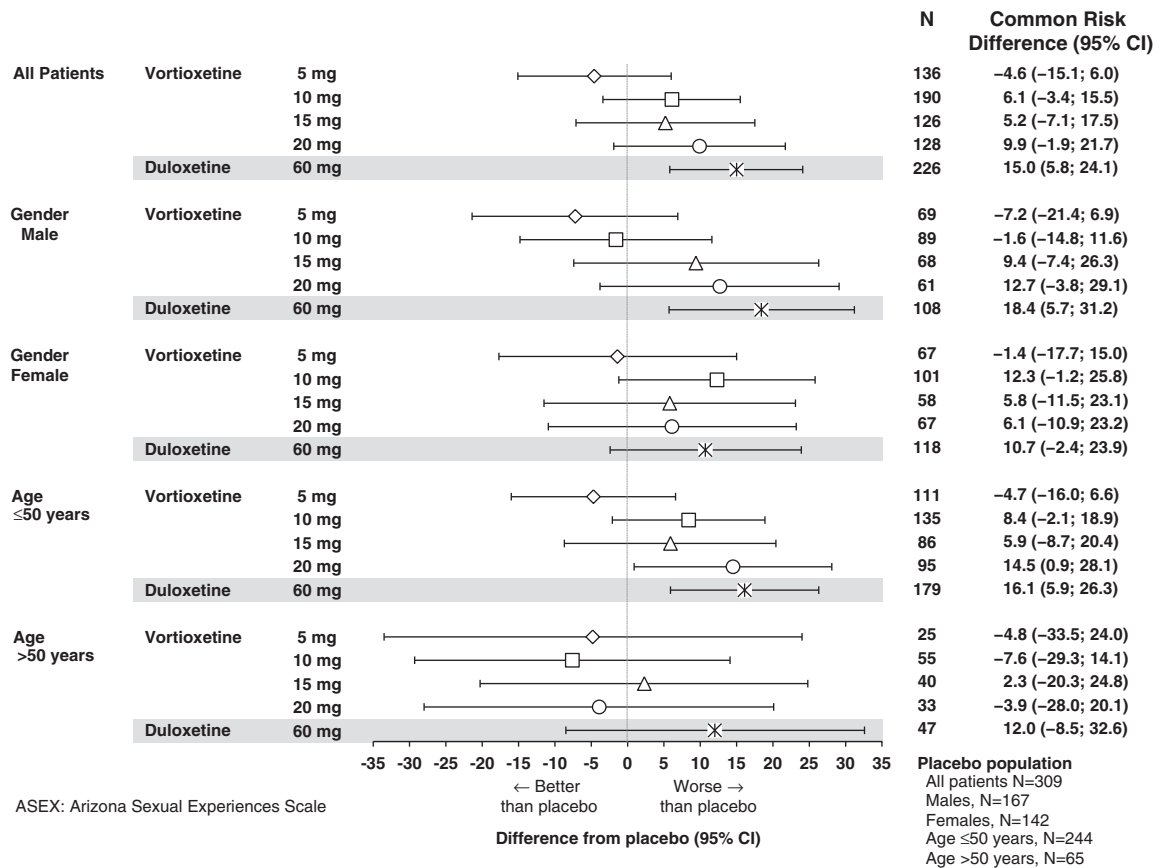 N Common Risk
Difference (95% CI)
All Patients Vortioxetine 5 mg 136 −4.6 (−15.1; 6.0)
10 mg 190 6.1 (−3.4; 15.5)
15 mg 126 5.2 (−7.1; 17.5)
20 mg 128 9.9 (−1.9; 21.7)
Duloxetine 60 mg 226 15.0 (5.8; 24.1)
Gender Vortioxetine 5 mg 69 −7.2 (−21.4; 6.9)
Male 10 mg 89 −1.6 (−14.8; 11.6)
15 mg 68 9.4 (−7.4; 26.3)
20 mg 61 12.7 (−3.8; 29.1)
Duloxetine 60 mg 108 18.4 (5.7; 31.2)
Gender Vortioxetine 5 mg 67 −1.4 (−17.7; 15.0)
Female 10 mg 101 12.3 (−1.2; 25.8)
15 mg 58 5.8 (−11.5; 23.1)
20 mg 67 6.1 (−10.9; 23.2)
Duloxetine 60 mg 118 10.7 (−2.4; 23.9)
Age Vortioxetine 5 mg 111 −4.7 (−16.0; 6.6)
≤50 years 10 mg 135 8.4 (−2.1; 18.9)
15 mg 86 5.9 (−8.7; 20.4)
20 mg 95 14.5 (0.9; 28.1)
Duloxetine 60 mg 179 16.1 (5.9; 26.3)
Age Vortioxetine 5 mg 25 −4.8 (−33.5; 24.0)
>50 years 10 mg 55 −7.6 (−29.3; 14.1)
15 mg 40 2.3 (−20.3; 24.8)
20 mg 33 −3.9 (−28.0; 20.1)
Duloxetine 60 mg 47 12.0 (−8.5; 32.6)
-35 -30 -25 -20 -15 -10 -5 0 5 10 15 20 25 30 35
← Better Worse →
than placebo than placebo
Difference from placebo (95% CI)
ASEX: Arizona Sexual Experiences Scale
Placebo population
All patients N=309
Males, N=167
Females, N=142
Age ≤50 years, N=244
Age >50 years, N=65